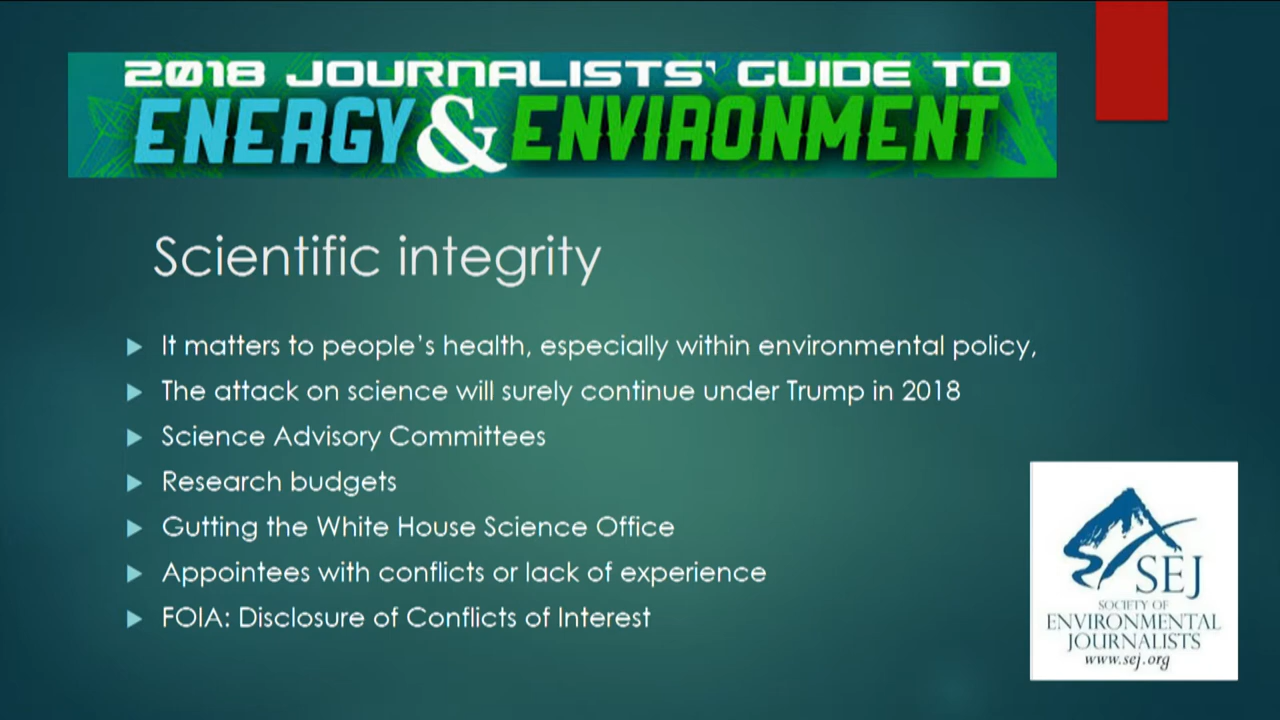 2018 JOURNALISTS' GUIDE TO
ENERGY & ENVIRONMENT
Scientific integrity
It matters to people's health, especially within environmental policy,
The attack on science will surely continue under Trump in 2018
Science Advisory Committees
Research budgets
Gutting the White House Science Office
Appointees with conflicts or lack of experience
FOIA: Disclosure of Conflicts of Interest
SEJ
SOCIETY OF
ENVIRONMENTAL
JOURNALISTS
www.sej.org